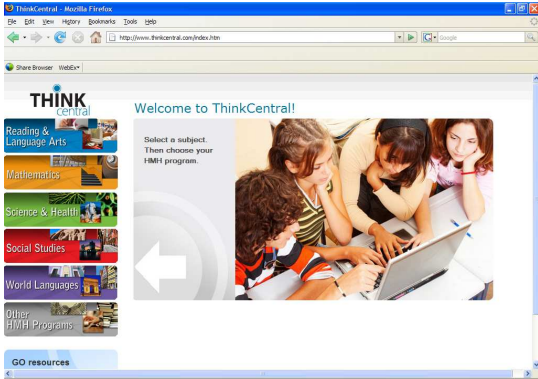 ThinkCentral - Mozilla Firefox
File Edit View History Bookmarks Tools Help
http://www.thinkcentral.com/index.htm
Google
Share Browser WebEx
THINK
central
Welcome to ThinkCentral!
Select a subject.
Then choose your
HMH program.
Reading &
Language Arts
Mathematics
Science & Health
Social Studies
World Languages
Other
HMH Programs
GO resources